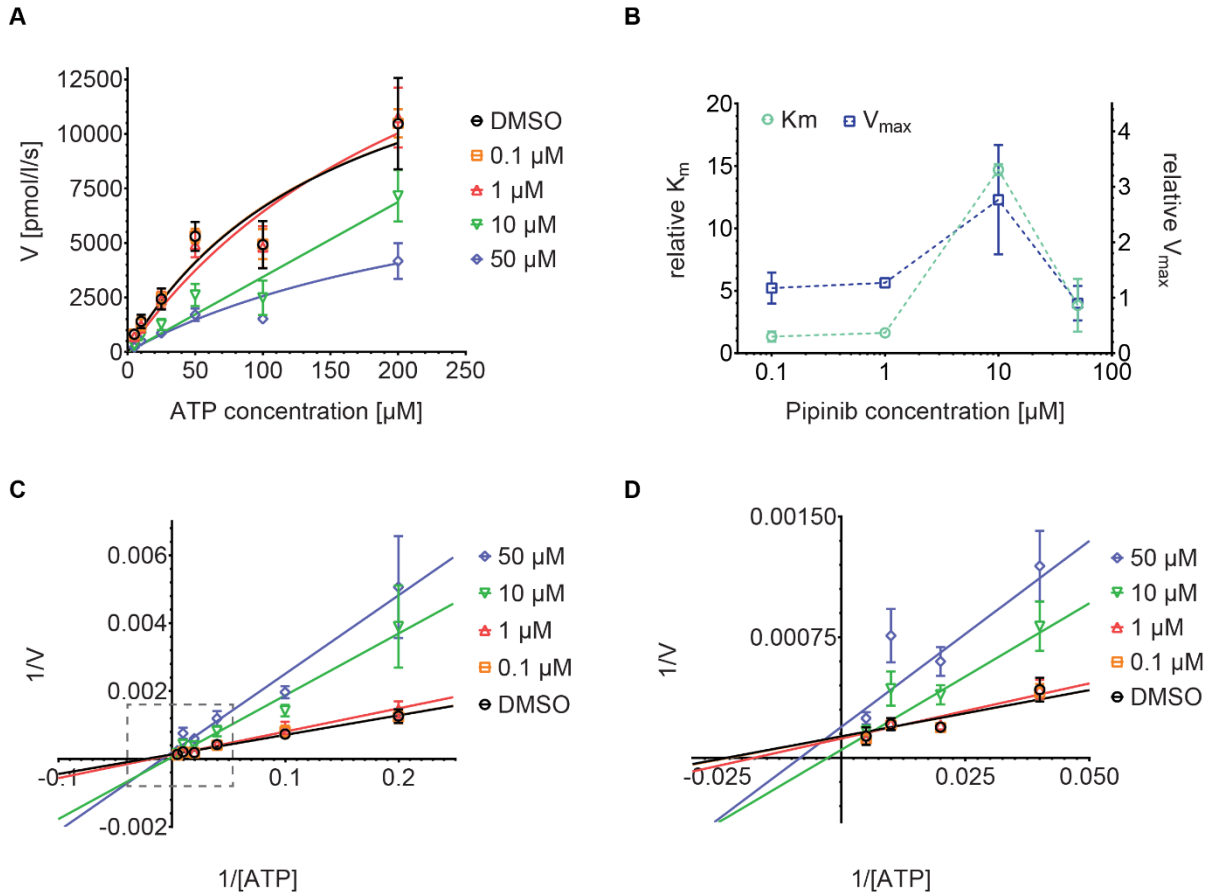 A
V [pmol/l/s]
12500
10000
7500
5000
2500
0
0 50 100 150 200 250
ATP concentration [µM]
DMSO
0.1 µM
1 µM
10 µM
50 µM
B
relative Km
20
15
10
5
0
Km Vmax
relative Vmax
4
3
2
1
0
0.1 1 10 100
Pipinib concentration [µM]
C
1/V
0.006
0.004
0.002
-0.002
-0.1 0.1 0.2
1/[ATP]
50 µM
10 µM
1 µM
0.1 µM
DMSO
D
1/V
0.00150
0.00075
-0.025 0.025 0.050
1/[ATP]
50 µM
10 µM
1 µM
0.1 µM
DMSO